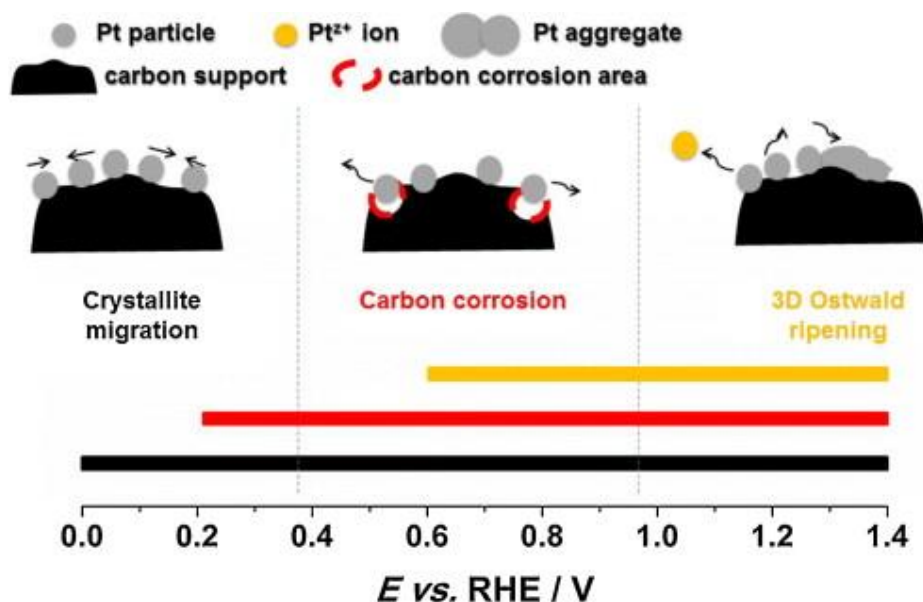 Pt particle Ptᶻ⁺ ion Pt aggregate
carbon support carbon corrosion area
Crystallite
migration
Carbon corrosion
3D Ostwald
ripening
0.0 0.2 0.4 0.6 0.8 1.0 1.2 1.4
E vs. RHE / V